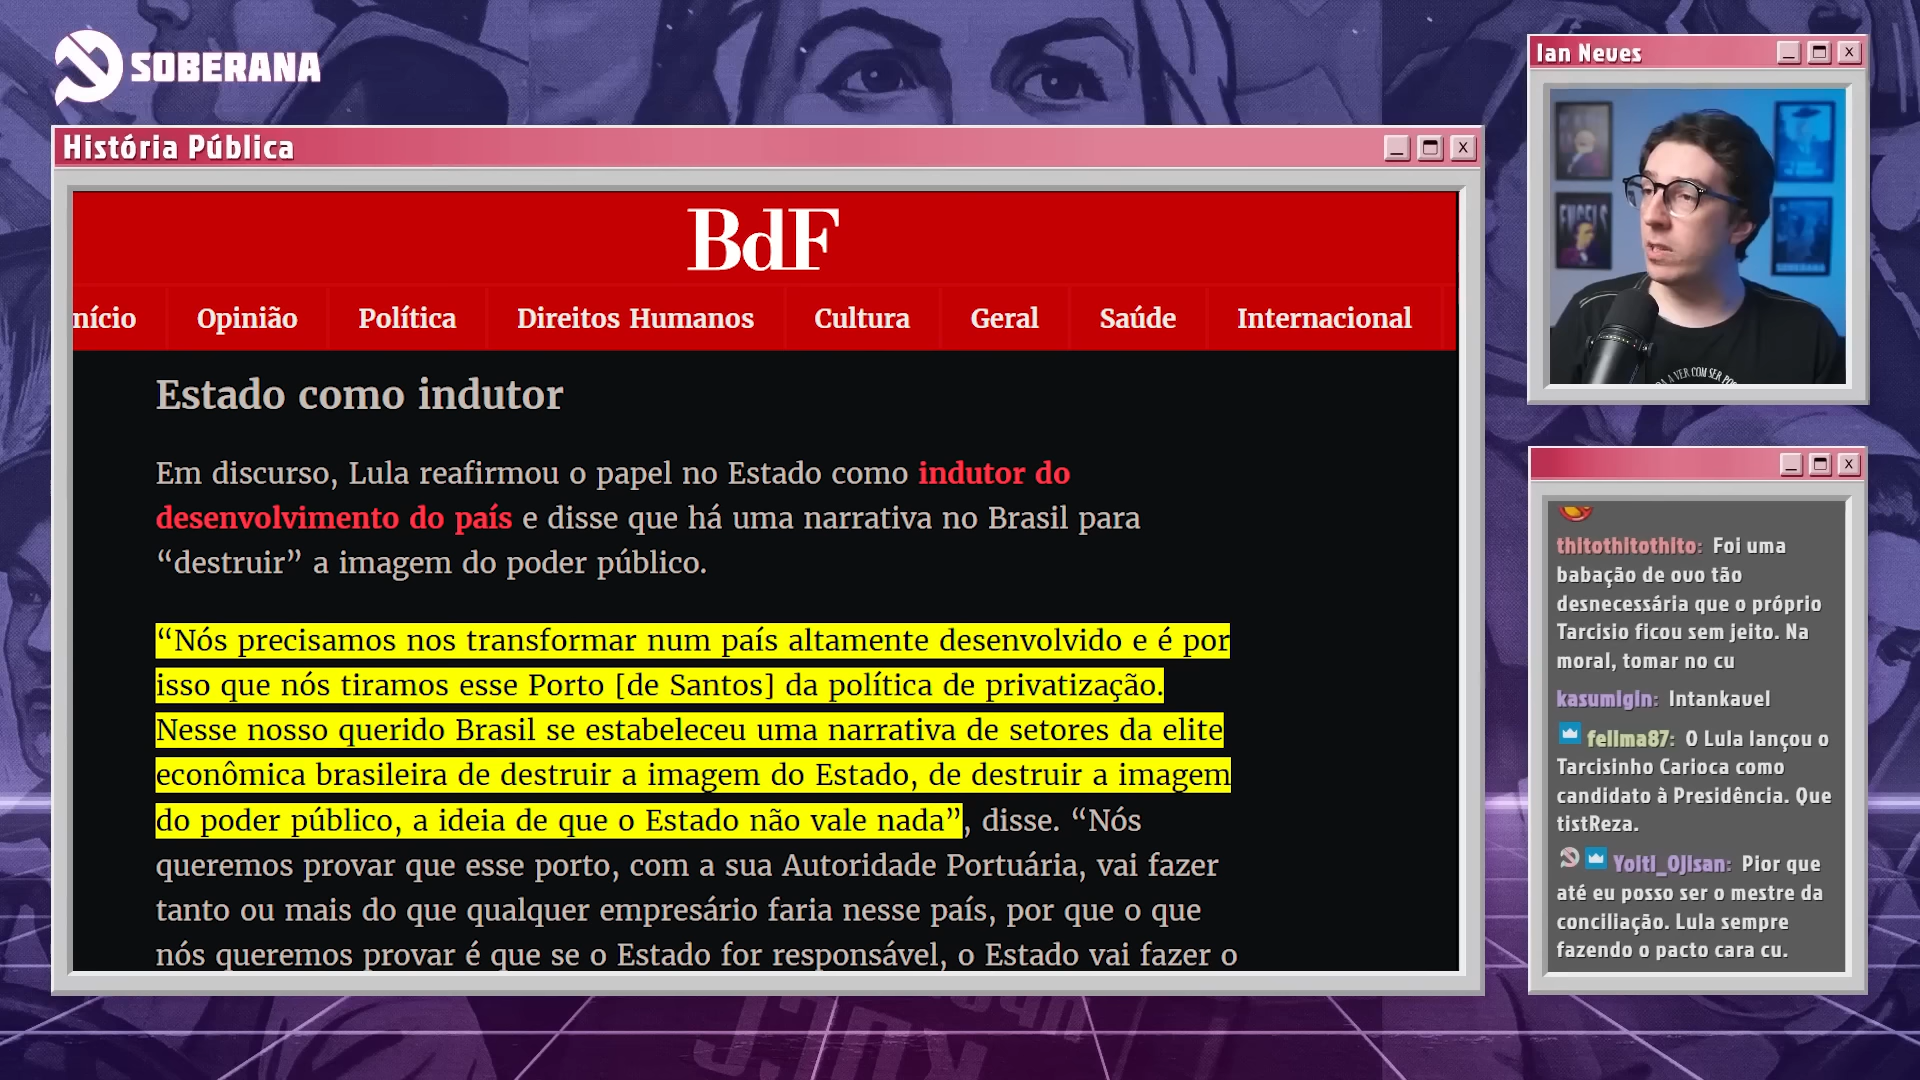 SOBERANA
História Pública
BdF
nício
Opinião
Política
Direitos Humanos
Cultura
Geral
Saúde
Internacional
Estado como indutor
Em discurso, Lula reafirmou o papel no Estado como indutor do
desenvolvimento do país e disse que há uma narrativa no Brasil para
“destruir” a imagem do poder público.
“Nós precisamos nos transformar num país altamente desenvolvido e é por
isso que nós tiramos esse Porto [de Santos] da política de privatização.
Nesse nosso querido Brasil se estabeleceu uma narrativa de setores da elite
econômica brasileira de destruir a imagem do Estado, de destruir a imagem
do poder público, a ideia de que o Estado não vale nada”, disse. “Nós
queremos provar que esse porto, com a sua Autoridade Portuária, vai fazer
tanto ou mais do que qualquer empresário faria nesse país, por que o que
nós queremos provar é que se o Estado for responsável, o Estado vai fazer o
Ian Neves
ENGELS
SOBERANA
A VER COM SER
thitothitothito: Foi uma
babação de ovo tão
desnecessária que o próprio
Tarcisio ficou sem jeito. Na
moral, tomar no cu
kasumigin: Intankavel
fellma87: O Lula lançou o
Tarcisinho Carioca como
candidato à Presidência. Que
tistReza.
Yoiti_Ojisan: Pior que
até eu posso ser o mestre da
conciliação. Lula sempre
fazendo o pacto cara cu.